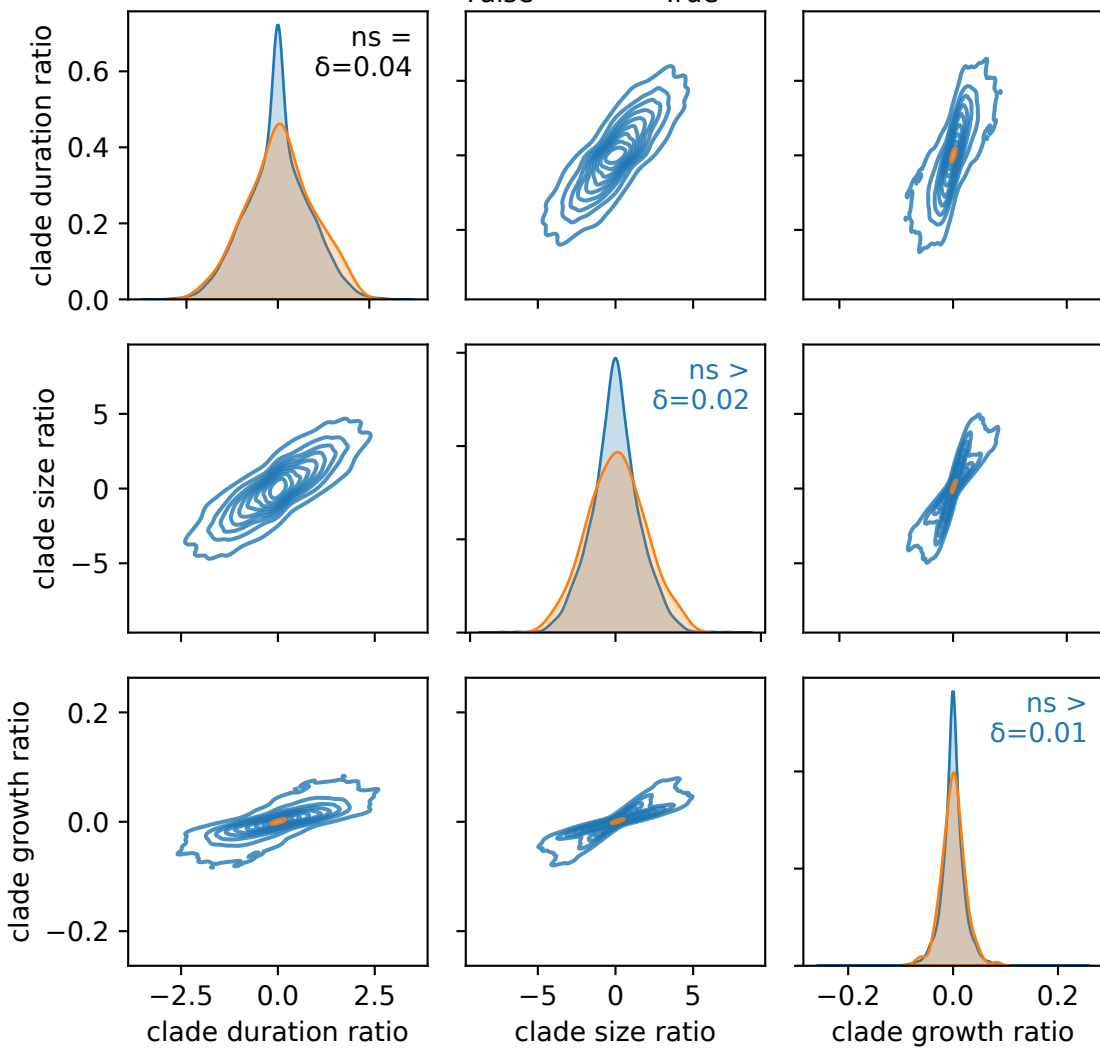 clade duration ratio
0.6
0.4
0.2
0.0
ns =
δ=0.04
clade size ratio
5
0
−5
ns >
δ=0.02
clade growth ratio
0.2
0.0
−0.2
ns >
δ=0.01
−2.5 0.0 2.5
clade duration ratio
−5 0 5
clade size ratio
−0.2 0.0 0.2
clade growth ratio